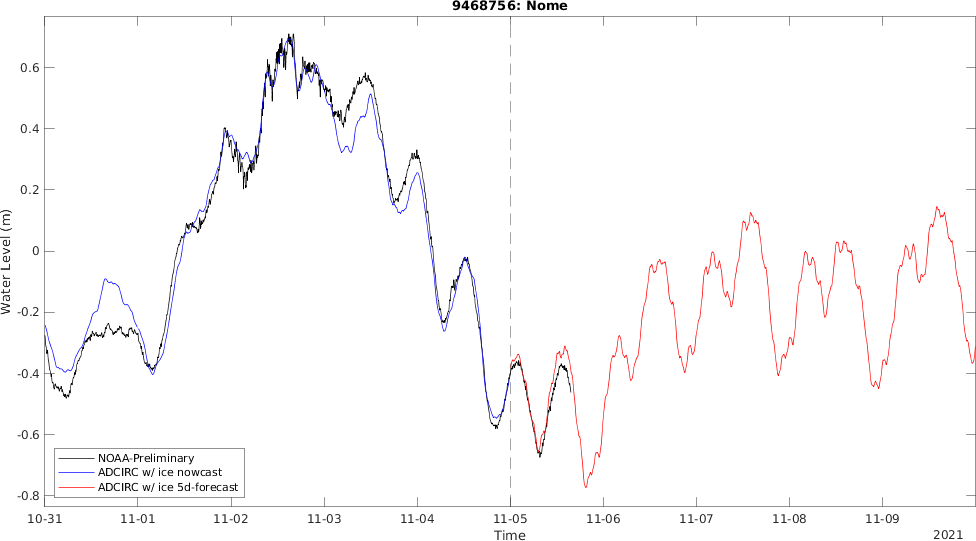 9468756: Nome
Water Level (m)
0.6
0.4
0.2
0
-0.2
-0.4
-0.6
-0.8
NOAA-Preliminary
ADCIRC w/ ice nowcast
ADCIRC w/ ice 5d-forecast
10-31 11-01 11-02 11-03 11-04 11-05 11-06 11-07 11-08 11-09
Time
2021